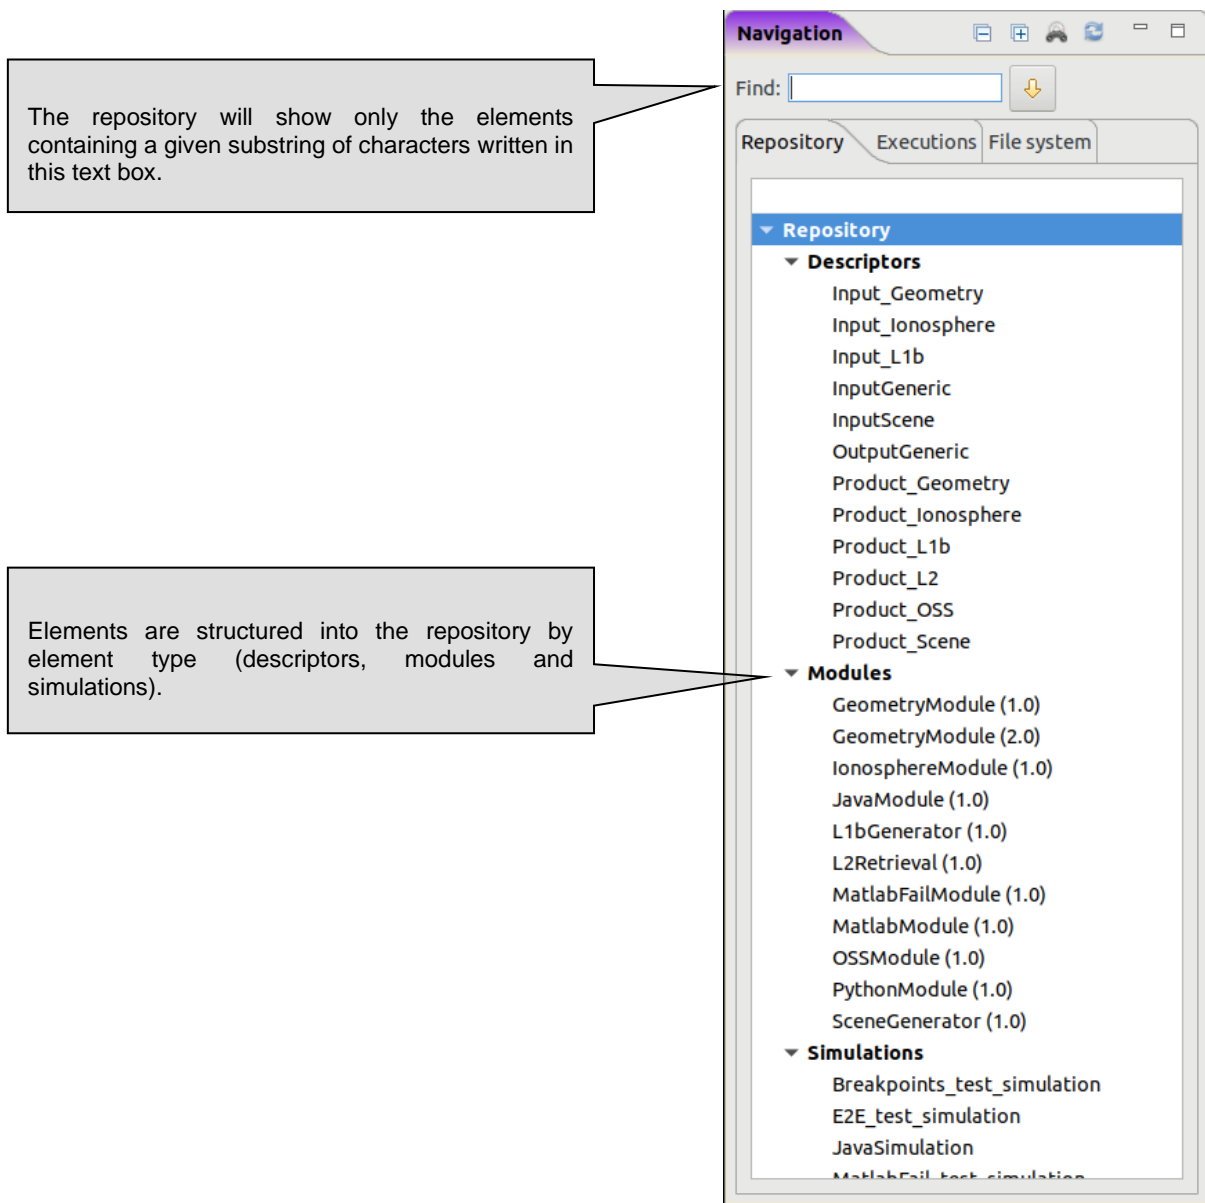 Navigation
Find:
The repository will show only the elements
containing a given substring of characters written in
this text box.
Repository Executions File system
Repository
Descriptors
Input_Geometry
Input_Ionosphere
Input_L1b
InputGeneric
InputScene
OutputGeneric
Product_Geometry
Product_Ionosphere
Product_L1b
Product_L2
Product_OSS
Product_Scene
Elements are structured into the repository by
element type (descriptors, modules and
simulations).
Modules
GeometryModule (1.0)
GeometryModule (2.0)
IonosphereModule (1.0)
JavaModule (1.0)
L1bGenerator (1.0)
L2Retrieval (1.0)
MatlabFailModule (1.0)
MatlabModule (1.0)
OSSModule (1.0)
PythonModule (1.0)
SceneGenerator (1.0)
Simulations
Breakpoints_test_simulation
E2E_test_simulation
JavaSimulation
MatlabFail_test_simulation